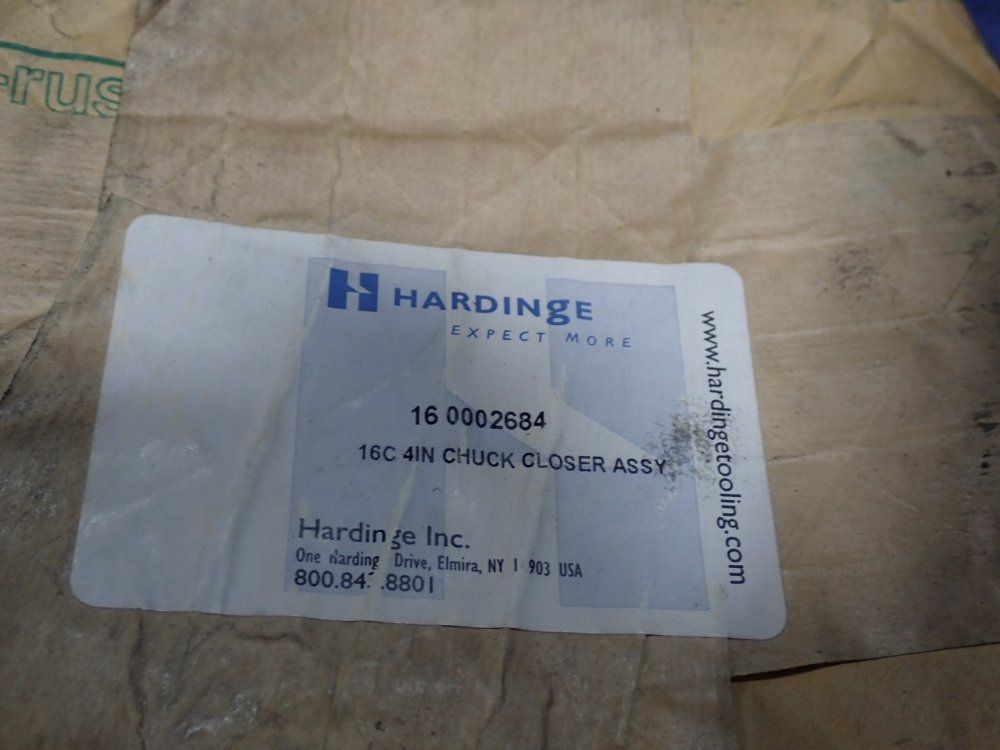 -rus
HARDINGE
EXPECT MORE
16 0002684
16C 4IN CHUCK CLOSER ASSY
www.hardingetooling.com
Hardinge Inc.
One Drive, Elmira, NY USA